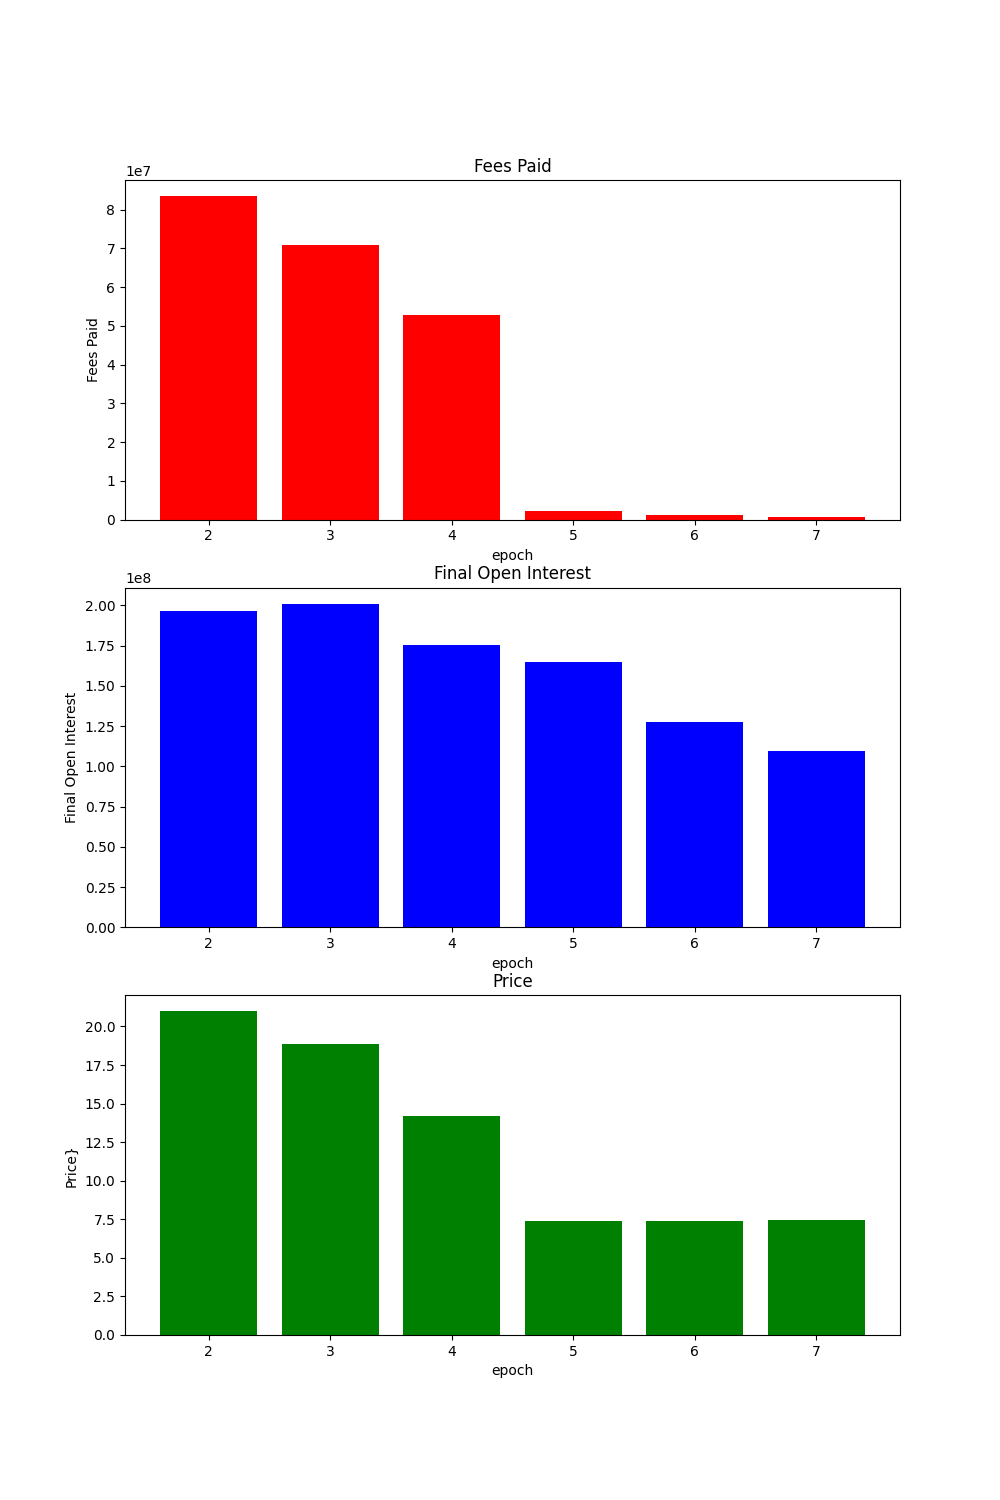 Fees Paid
1e7
8
7
6
5
4
3
2
1
0
Fees Paid
2 3 4 5 6 7
epoch
Final Open Interest
1e8
2.00
1.75
1.50
1.25
1.00
0.75
0.50
0.25
0.00
Final Open Interest
2 3 4 5 6 7
epoch
Price
20.0
17.5
15.0
12.5
10.0
7.5
5.0
2.5
0.0
Price}
2 3 4 5 6 7
epoch